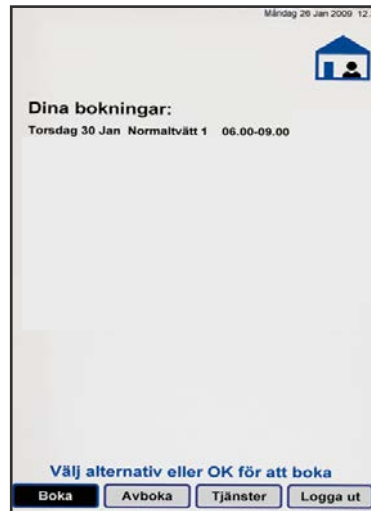 Måndag 26 Jan 2009 12.
Dina bokningar:
Torsdag 30 Jan Normaltvätt 1 06.00-09.00
Välj alternativ eller OK för att boka
Boka Avboka Tjänster Logga ut